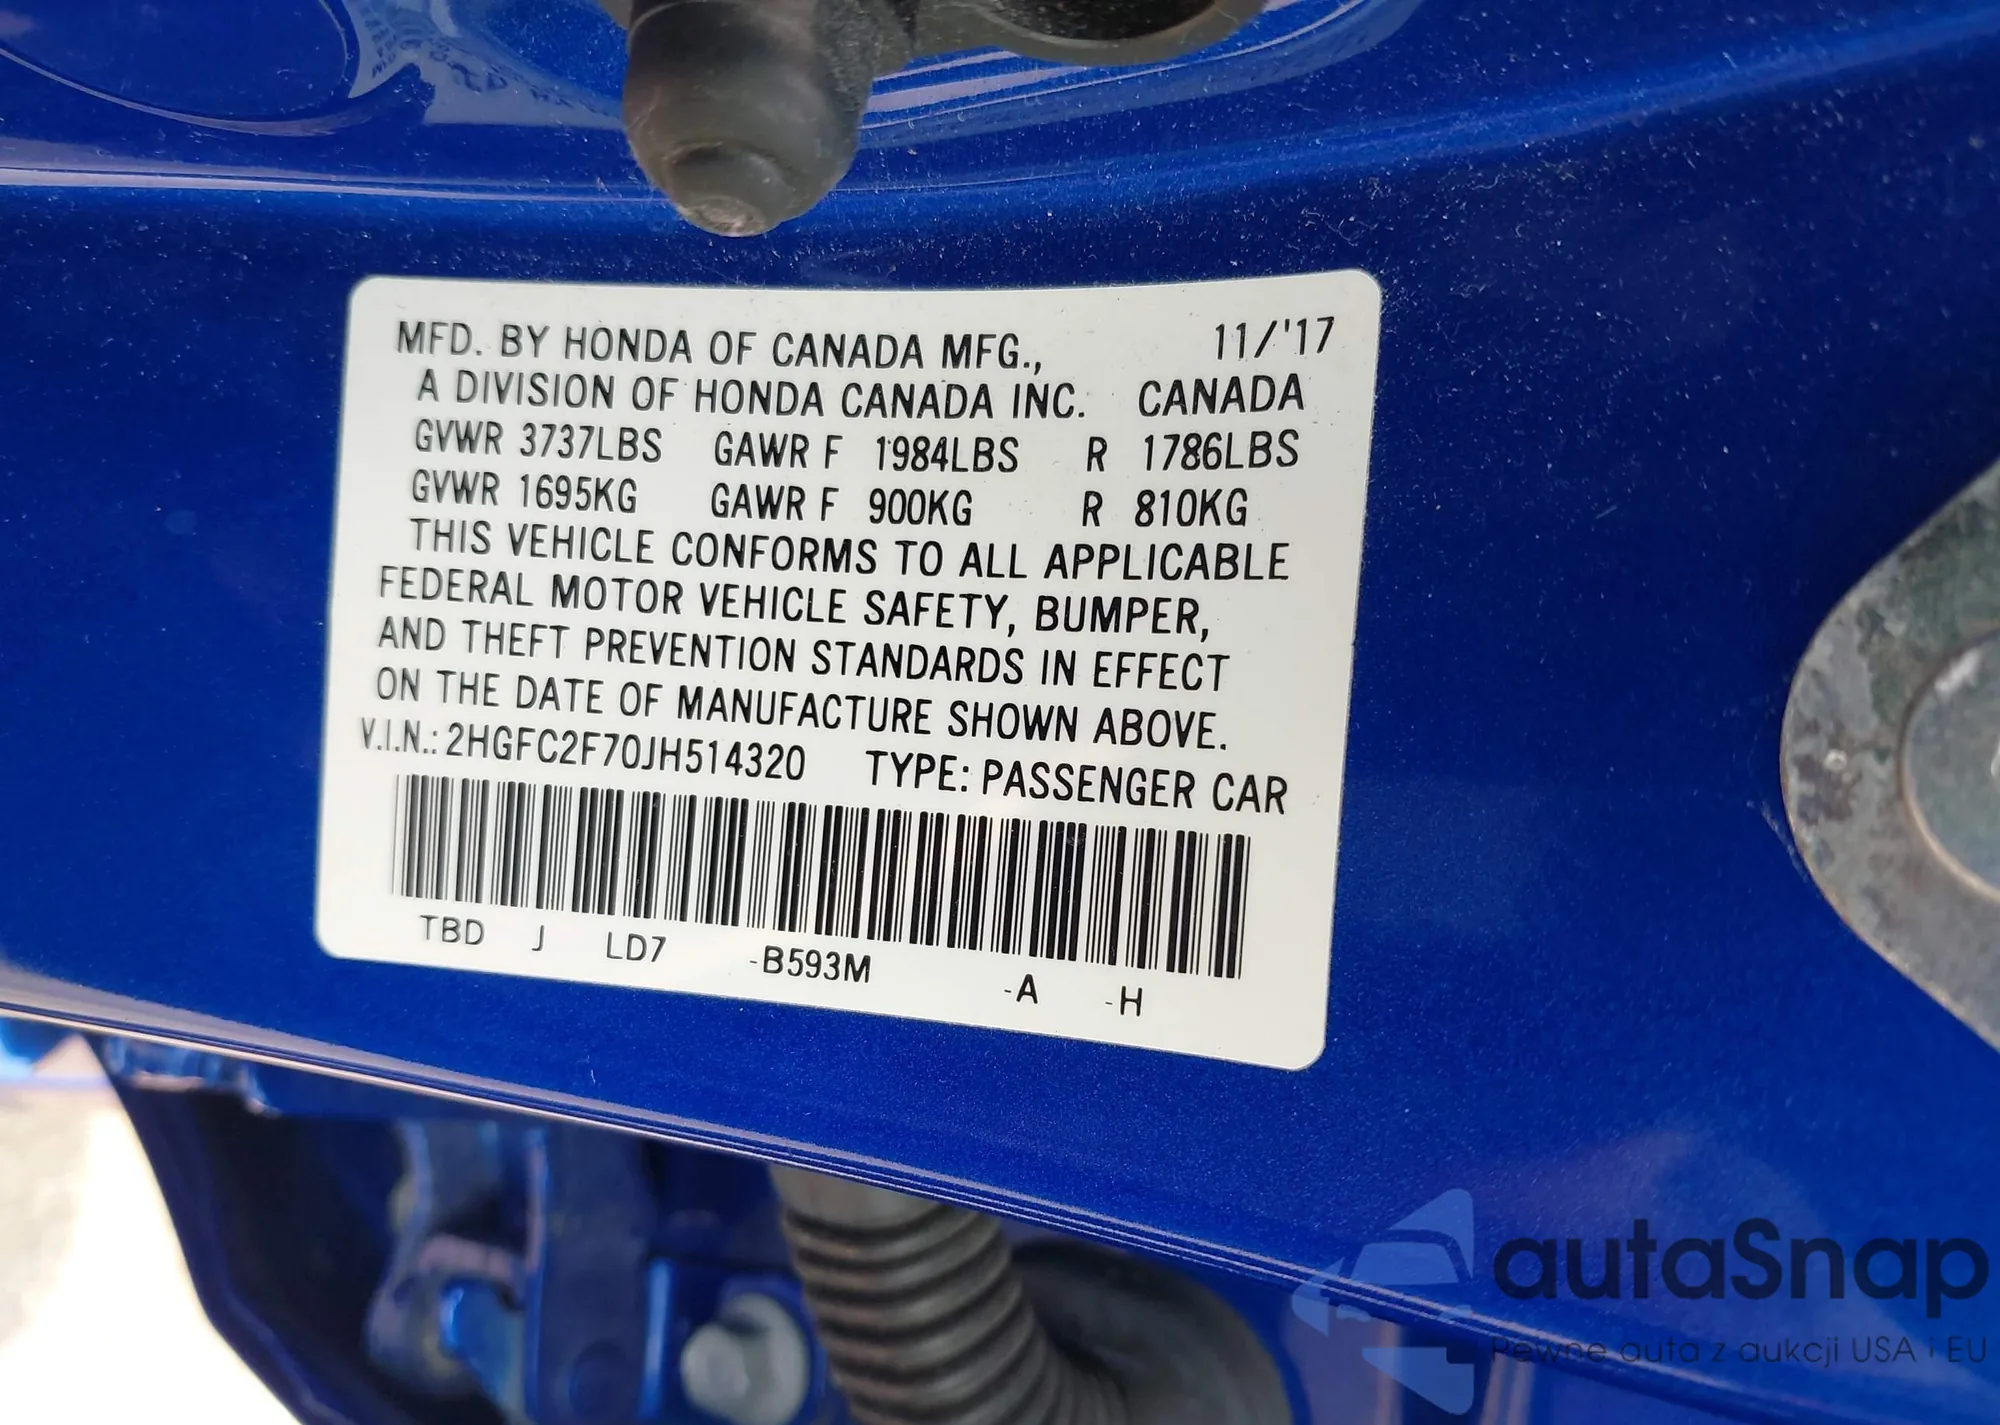 MFD. BY HONDA OF CANADA MFG., 11/'17
A DIVISION OF HONDA CANADA INC. CANADA
GVWR 3737LBS GAWR F 1984LBS R 1786LBS
GVWR 1695KG GAWR F 900KG R 810KG
THIS VEHICLE CONFORMS TO ALL APPLICABLE
FEDERAL MOTOR VEHICLE SAFETY, BUMPER,
AND THEFT PREVENTION STANDARDS IN EFFECT
ON THE DATE OF MANUFACTURE SHOWN ABOVE.
V.I.N.: 2HGFC2F70JH514320 TYPE: PASSENGER CAR
TBD J LD7 -B593M -A -H
autaSnap
Pewne auta z aukcji USA i EU